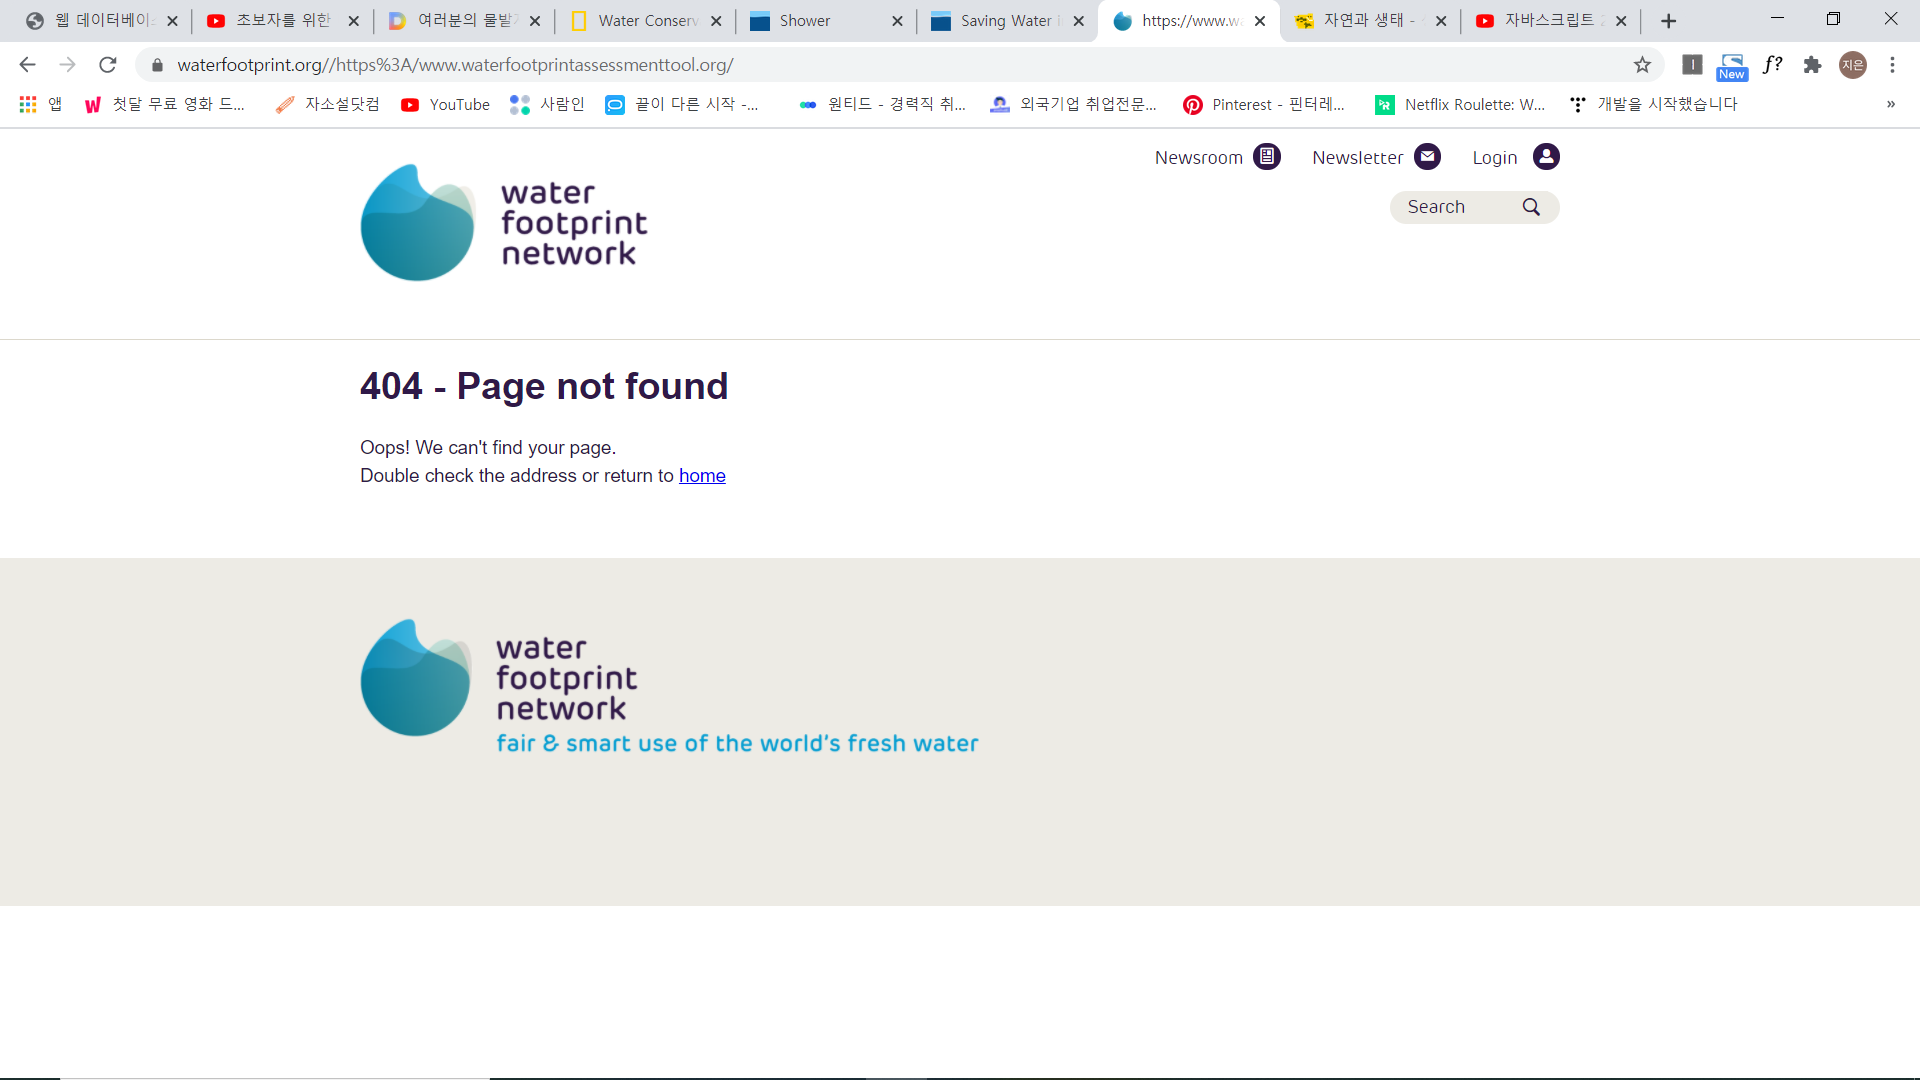 웹 데이터베이스
초보자를 위한
여러분의 물발자
Water Conserv
Shower
Saving Water
https://www.wa
자연과 생태 -
자바스크립트 2
waterfootprint.org//https%3A/www.waterfootprintassessmenttool.org/
New
f?
지은
앱
첫달 무료 영화 드...
자소설닷컴
YouTube
사람인
끝이 다른 시작 -...
원티드 - 경력직 취...
외국기업 취업전문...
Pinterest - 핀터레...
Netflix Roulette: W...
개발을 시작했습니다
»
Newsroom
Newsletter
Login
Search
water
footprint
network
404 - Page not found
Oops! We can't find your page.
Double check the address or return to home
water
footprint
network
fair & smart use of the world's fresh water